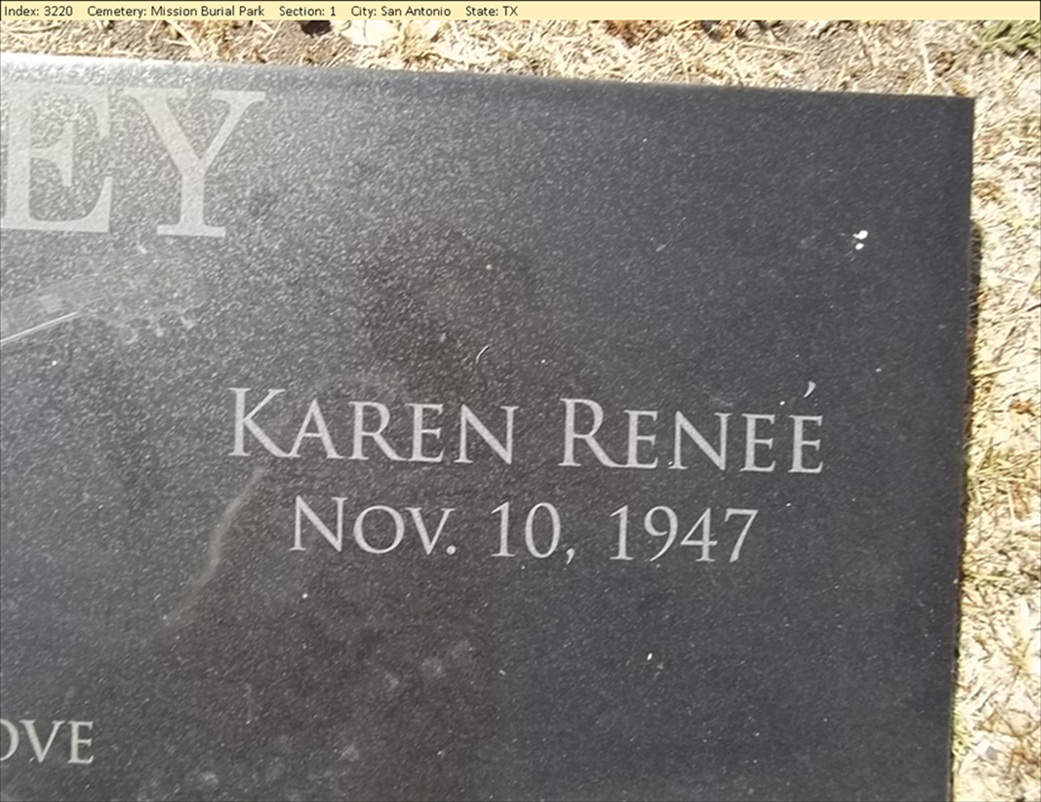 Index: 3220 Cemetery: Mission Burial Park Section: 1 City: San Antonio State: TX
EY
KAREN RENEÉ
NOV. 10, 1947
OVE